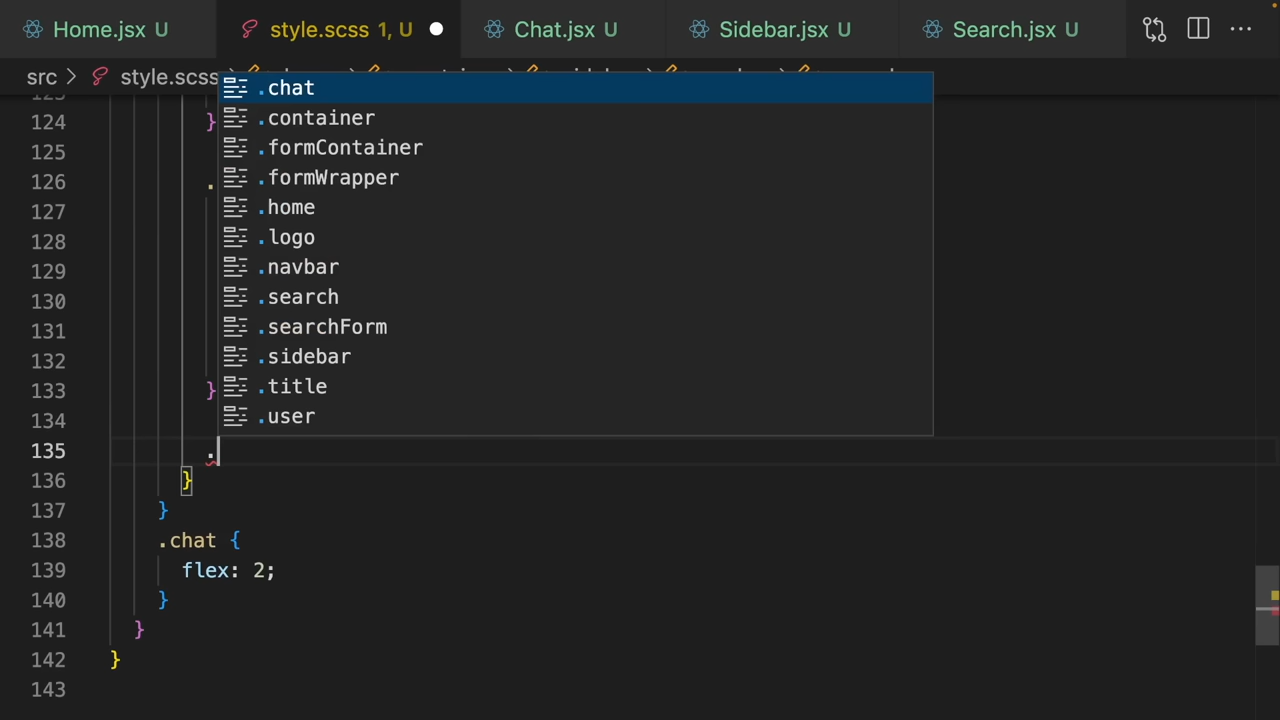 Home.jsx U
style.scss 1, U
Chat.jsx U
Sidebar.jsx U
Search.jsx U
src > style.scss
.chat
.container
.formContainer
.formWrapper
.home
.logo
.navbar
.search
.searchForm
.sidebar
.title
.user
123
124 }
125
126 .
127
128
129
130
131
132
133 }
134
135 .
136 }
137 }
138 .chat {
139 flex: 2;
140 }
141 }
142 }
143